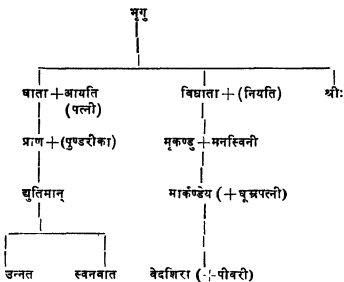 भृगु
धाता + आयति विधाता + (नियति) श्रीः
(पत्नी)
प्राण + (पुण्डरीका) मृकण्डु + मनस्विनी
द्युतिमान् मार्कण्डेय (+ धूम्रपत्नी)
उन्नत स्वनवात वेदशिरा (+ पीवरी)